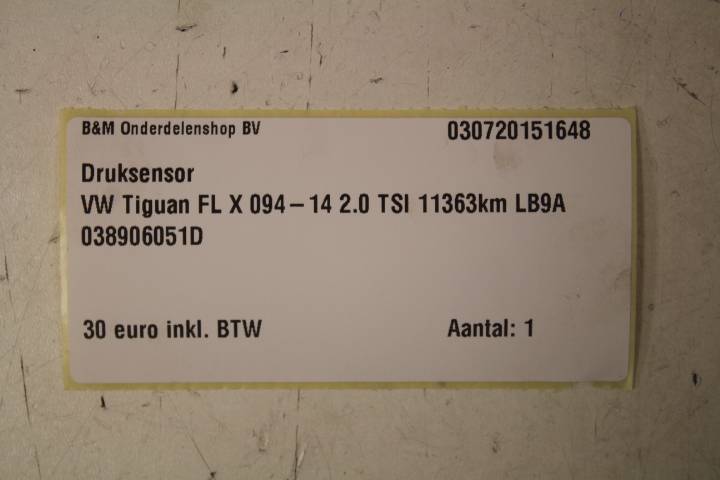 B&M Onderdelenshop BV 030720151648
Druksensor
VW Tiguan FL X 094-14 2.0 TSI 11363km LB9A
038906051D
30 euro inkl. BTW Aantal: 1